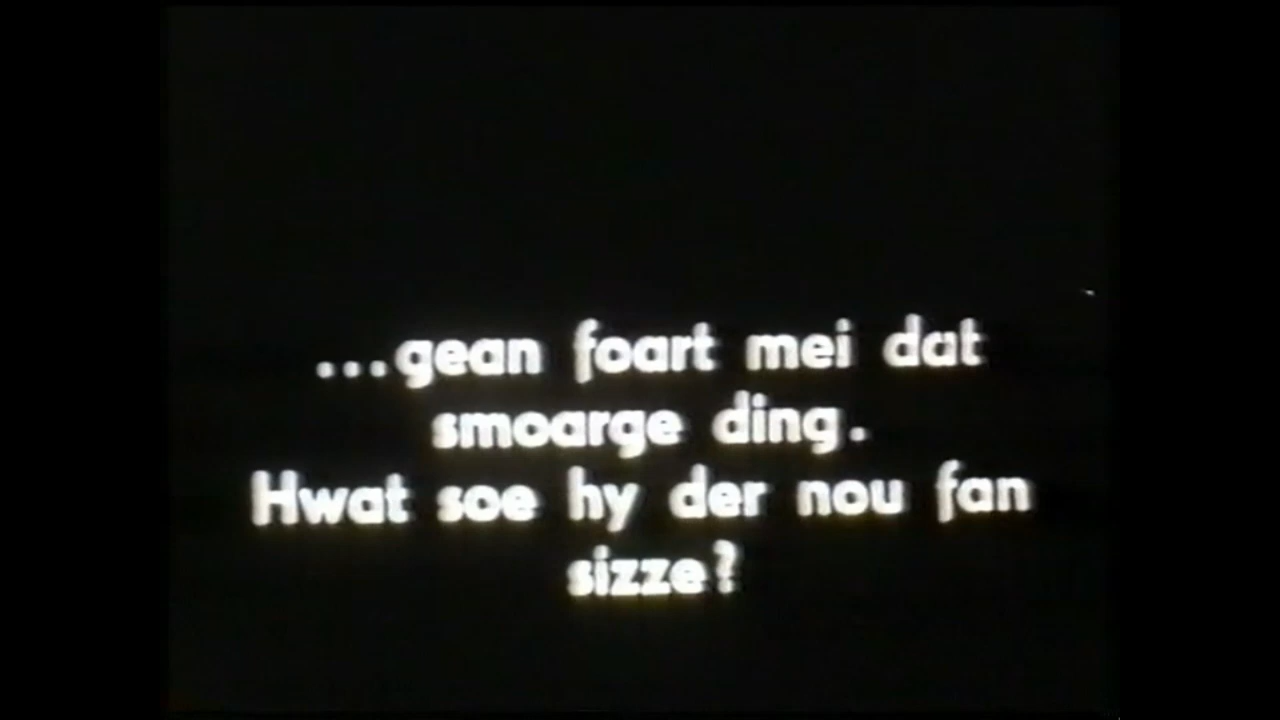 ...gean foart mei dat
smoarge ding.
Hwat soe hy der nou fan
sizze?